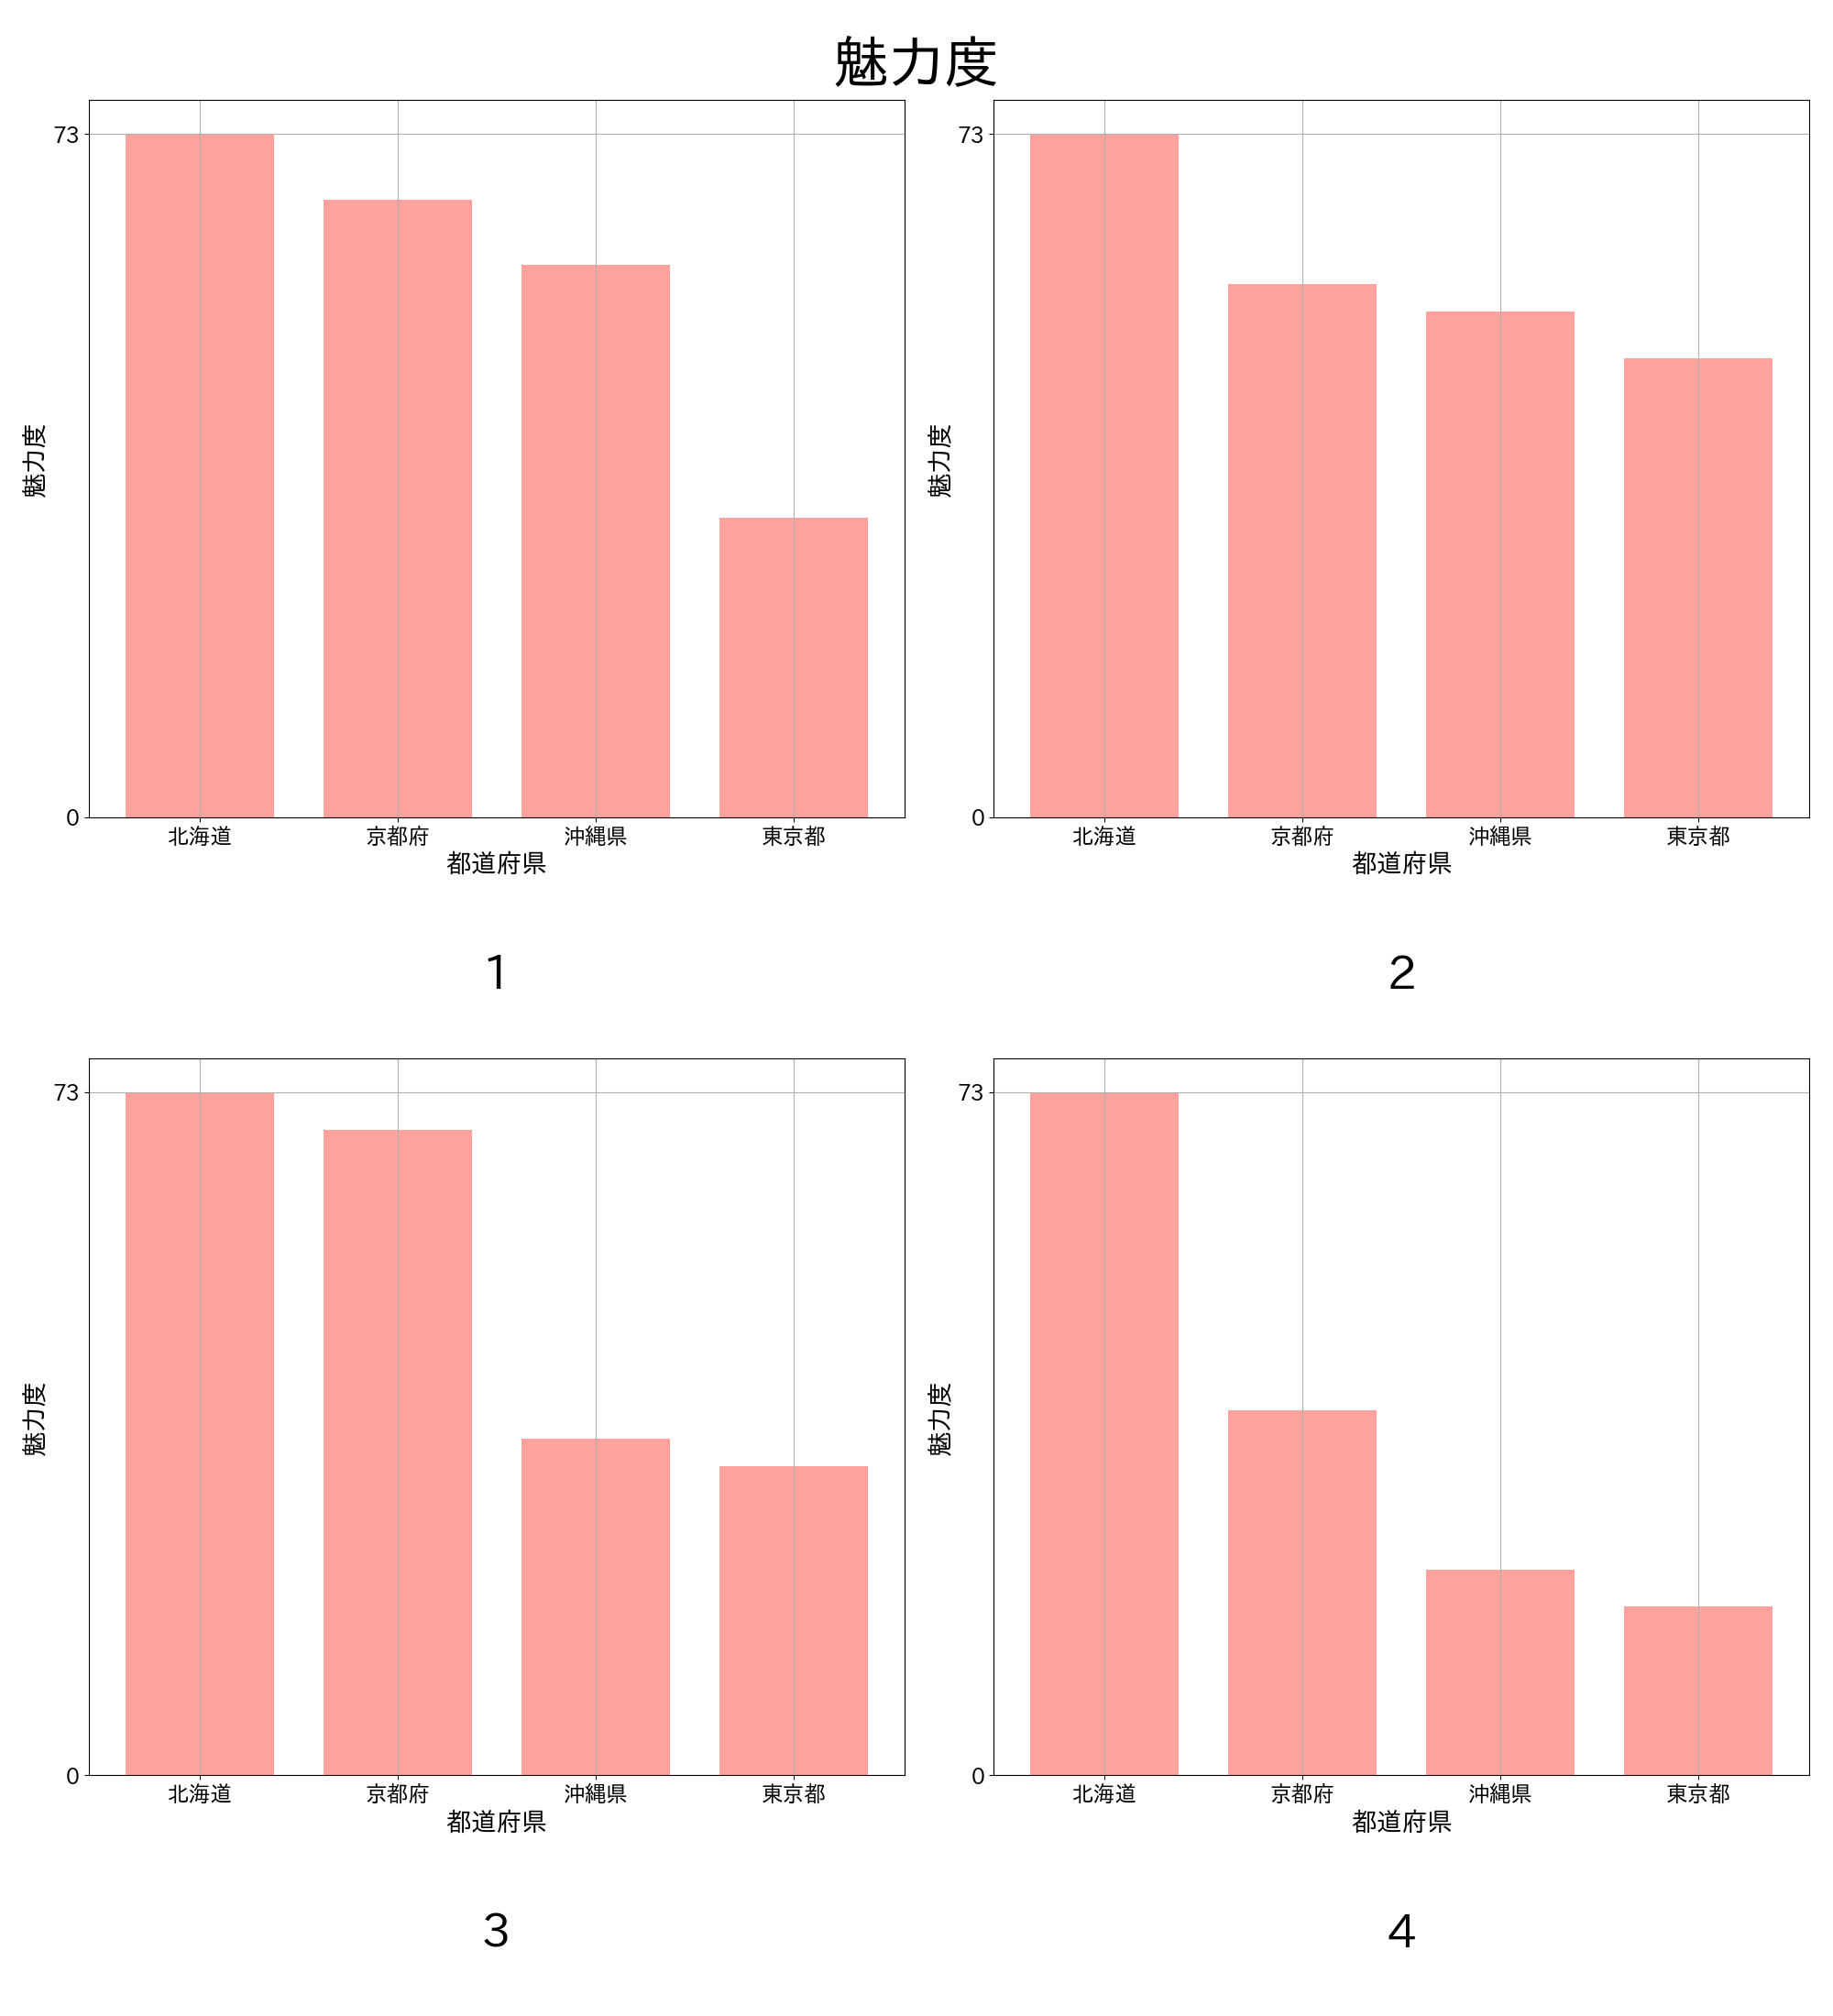 魅力度
73
0
魅力度
北海道 京都府 沖縄県 東京都
都道府県
1
73
0
魅力度
北海道 京都府 沖縄県 東京都
都道府県
2
73
0
魅力度
北海道 京都府 沖縄県 東京都
都道府県
3
73
0
魅力度
北海道 京都府 沖縄県 東京都
都道府県
4